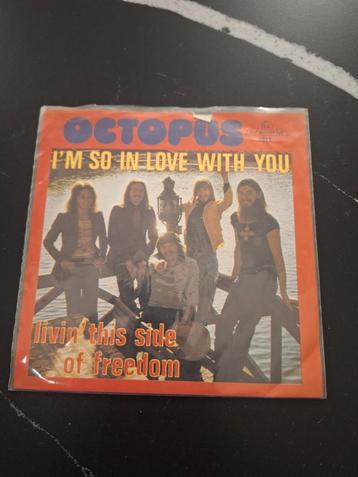 OCTOPUS
I'M SO IN LOVE WITH YOU
livin' this side
of freedom